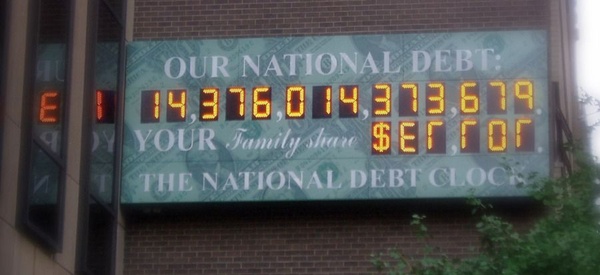 OUR NATIONAL DEBT:
14,376,014,373,679.
YOUR Family share $Error.
THE NATIONAL DEBT CLOCK